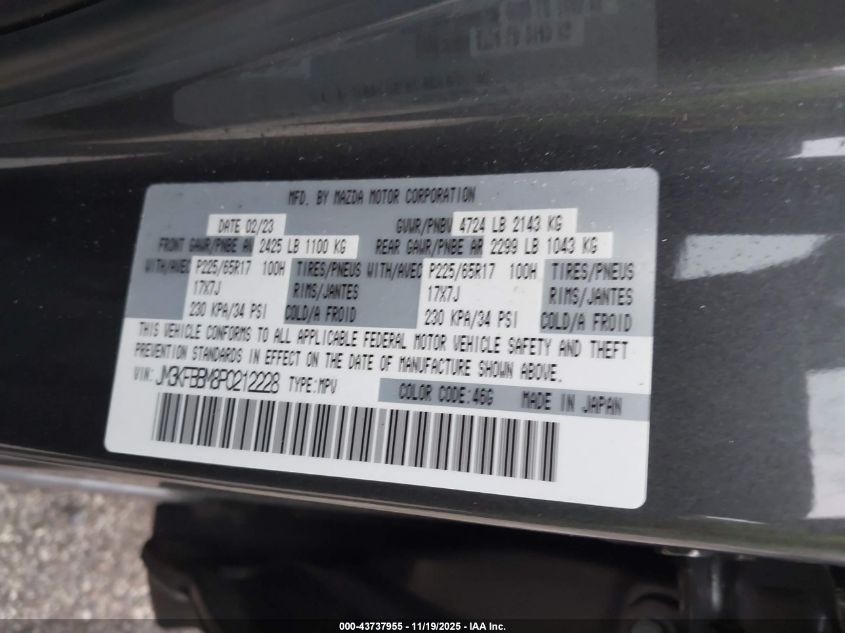 MFD. BY MAZDA MOTOR CORPORATION
DATE 02/23 GVWR/PNBV 4724 LB 2143 KG
FRONT GAWR/PNBE AV 2425 LB 1100 KG REAR GAWR/PNBE AR 2299 LB 1043 KG
WITH/AVEC P225/65R17 100H TIRES/PNEUS WITH/AVEC P225/65R17 100H TIRES/PNEUS
17X7J RIMS/JANTES 17X7J RIMS/JANTES
230 KPA/34 PSI COLD/A FROID 230 KPA/34 PSI COLD/A FROID
THIS VEHICLE CONFORMS TO ALL APPLICABLE FEDERAL MOTOR VEHICLE SAFETY AND THEFT
PREVENTION STANDARDS IN EFFECT ON THE DATE OF MANUFACTURE SHOWN ABOVE.
VIN: JM3KFBBM8P0212228 TYPE:MPV COLOR CODE:46G MADE IN JAPAN
000-43737955 - 11/19/2025 - IAA Inc.